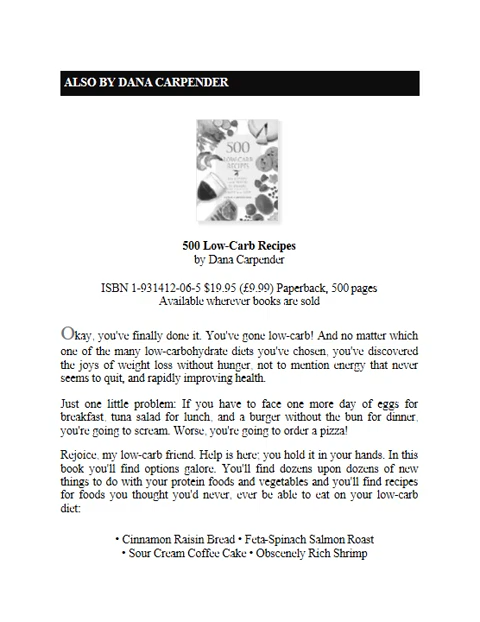 ALSO BY DANA CARPENDER
500
LOW-CARB
RECIPES
500 Low-Carb Recipes
by Dana Carpender
ISBN 1-931412-06-5 $19.95 (£9.99) Paperback, 500 pages
Available wherever books are sold
Okay, you've finally done it. You've gone low-carb! And no matter which
one of the many low-carbohydrate diets you've chosen, you've discovered
the joys of weight loss without hunger, not to mention energy that never
seems to quit, and rapidly improving health.
Just one little problem: If you have to face one more day of eggs for
breakfast, tuna salad for lunch, and a burger without the bun for dinner,
you're going to scream. Worse, you're going to order a pizza!
Rejoice, my low-carb friend. Help is here; you hold it in your hands. In this
book you'll find options galore. You'll find dozens upon dozens of new
things to do with your protein foods and vegetables and you'll find recipes
for foods you thought you'd never, ever be able to eat on your low-carb
diet:
• Cinnamon Raisin Bread • Feta-Spinach Salmon Roast
• Sour Cream Coffee Cake • Obscenely Rich Shrimp